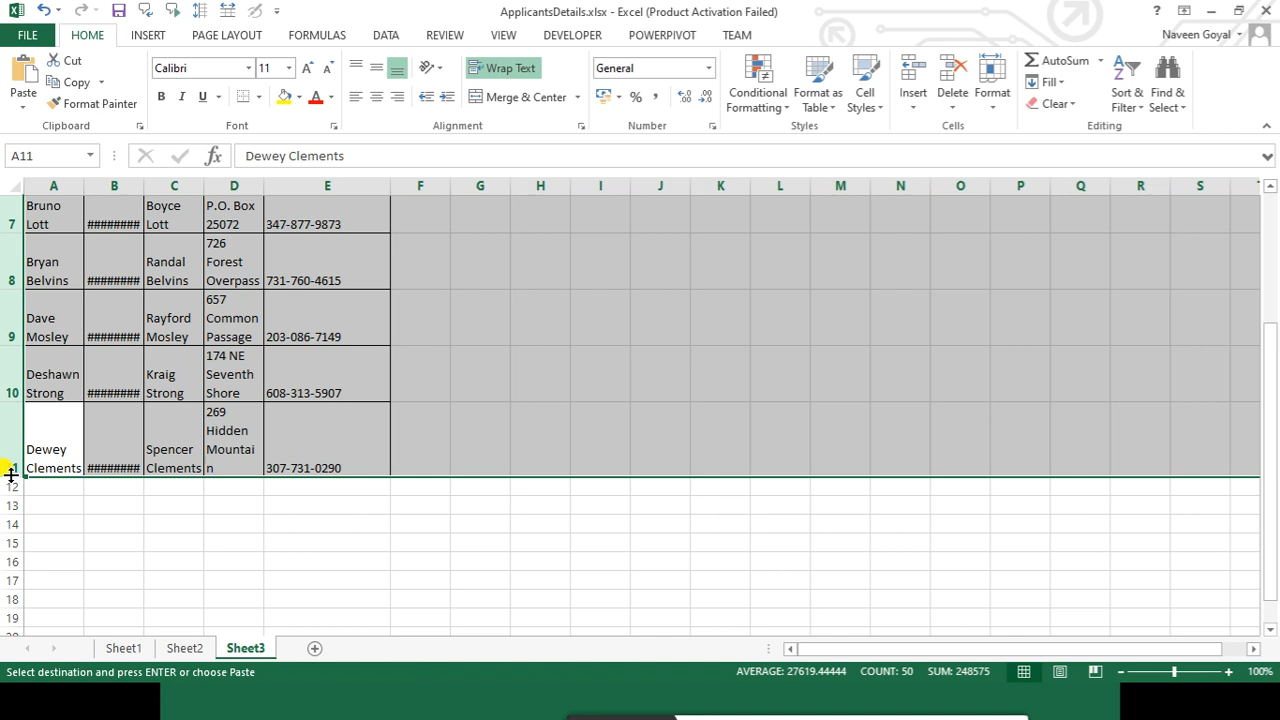 ApplicantsDetails.xlsx - Excel (Product Activation Failed)
FILE HOME INSERT PAGE LAYOUT FORMULAS DATA REVIEW VIEW DEVELOPER POWERPIVOT TEAM Naveen Goyal
Paste
Cut
Copy
Format Painter
Clipboard
Calibri 11
B I U
Font
Wrap Text
Merge & Center
Alignment
General
%
Number
Conditional
Formatting
Format as
Table
Cell
Styles
Styles
Insert
Delete
Format
Cells
AutoSum
Fill
Clear
Sort &
Filter
Find &
Select
Editing
A11 fx Dewey Clements
A B C D E F G H I J K L M N O P Q R S
Bruno Boyce P.O. Box
7 Lott ######## Lott 25072 347-877-9873
726
Bryan Randal Forest
8 Belvins ######## Belvins Overpass 731-760-4615
657
Dave Rayford Common
9 Mosley ######## Mosley Passage 203-086-7149
174 NE
Deshawn Kraig Seventh
10 Strong ######## Strong Shore 608-313-5907
269
Hidden
Dewey Spencer Mountai
Clements ######## Clements n 307-731-0290
12
13
14
15
16
17
18
19
Sheet1 Sheet2 Sheet3
Select destination and press ENTER or choose Paste AVERAGE: 27619.44444 COUNT: 50 SUM: 248575 100%